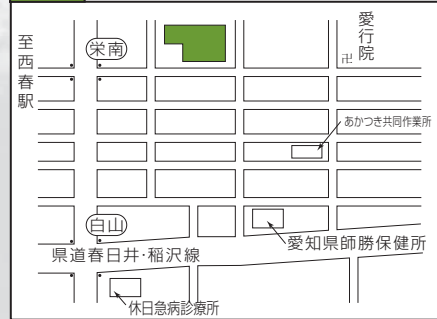 至西春駅
栄南
愛行院
卍
あかつき共同作業所
白山
愛知県師勝保健所
県道春日井・稲沢線
休日急病診療所